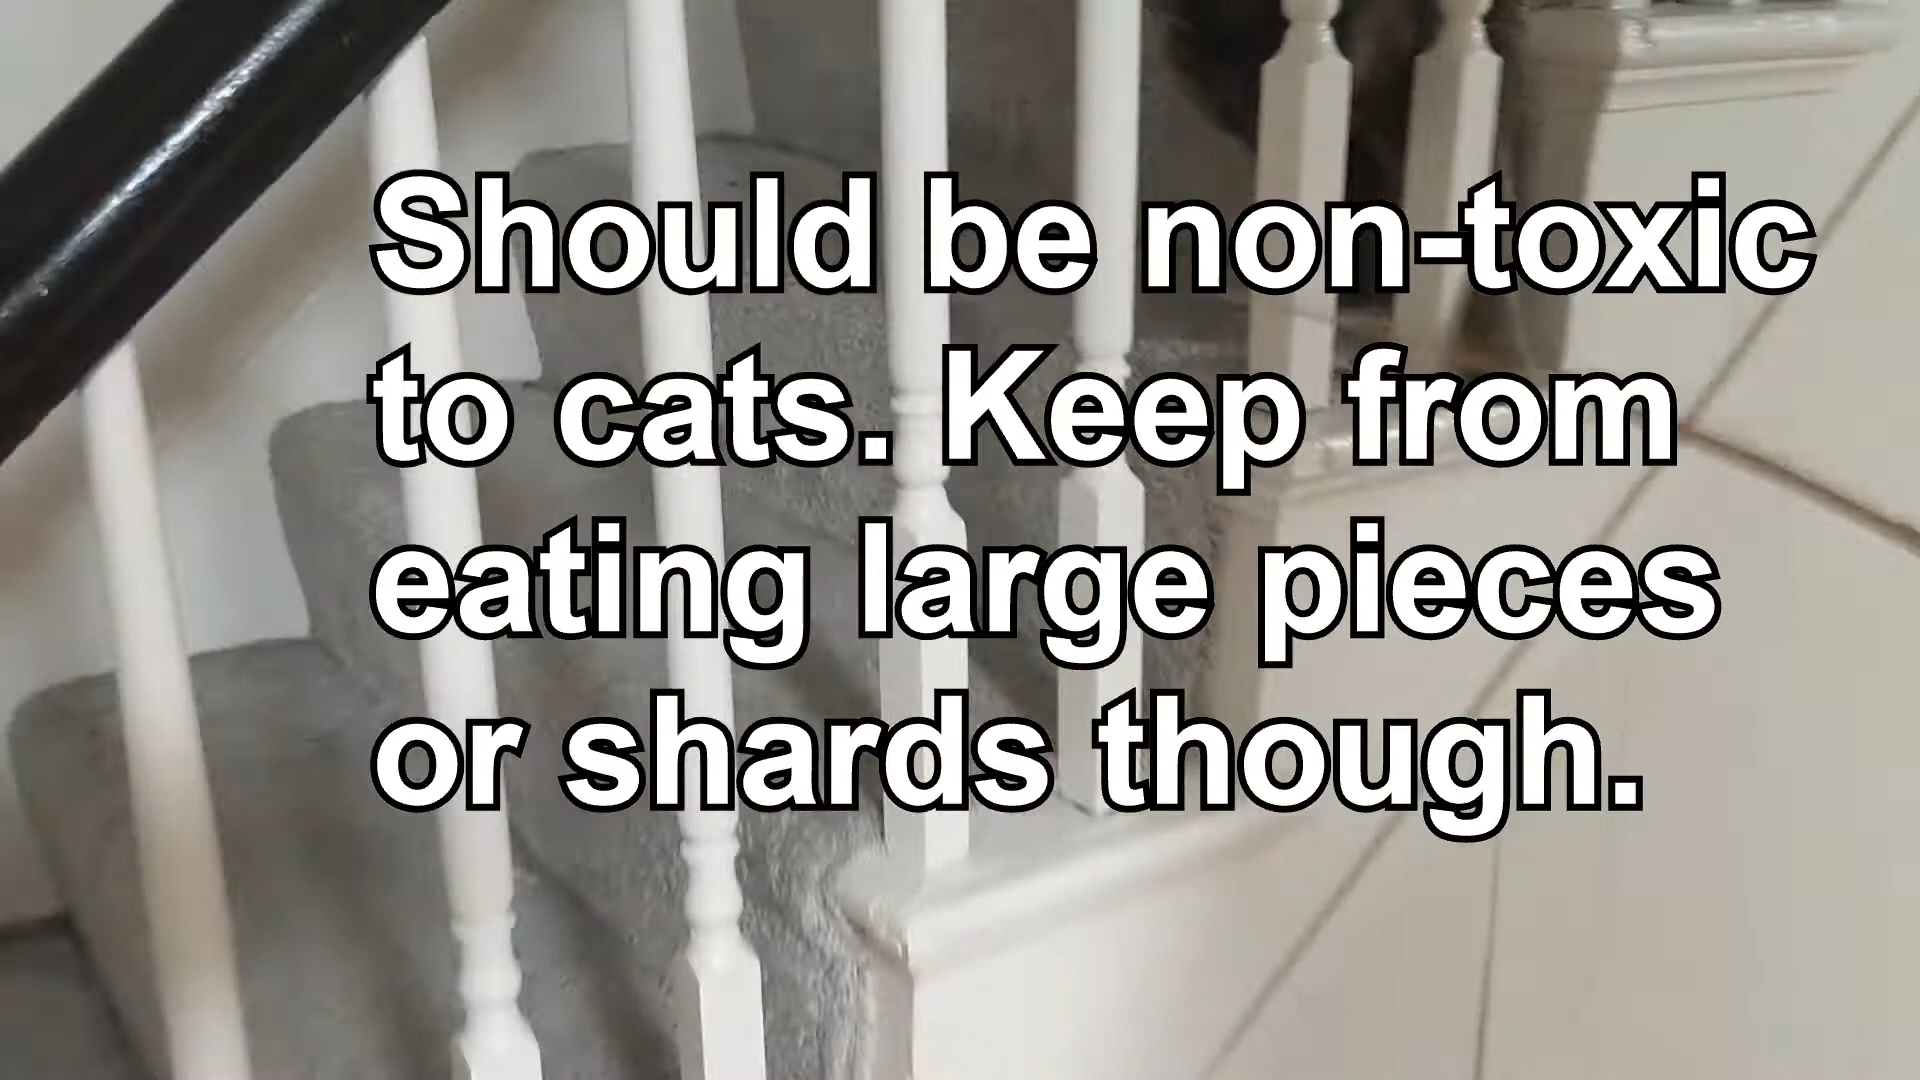 Should be non-toxic
to cats. Keep from
eating large pieces
or shards though.